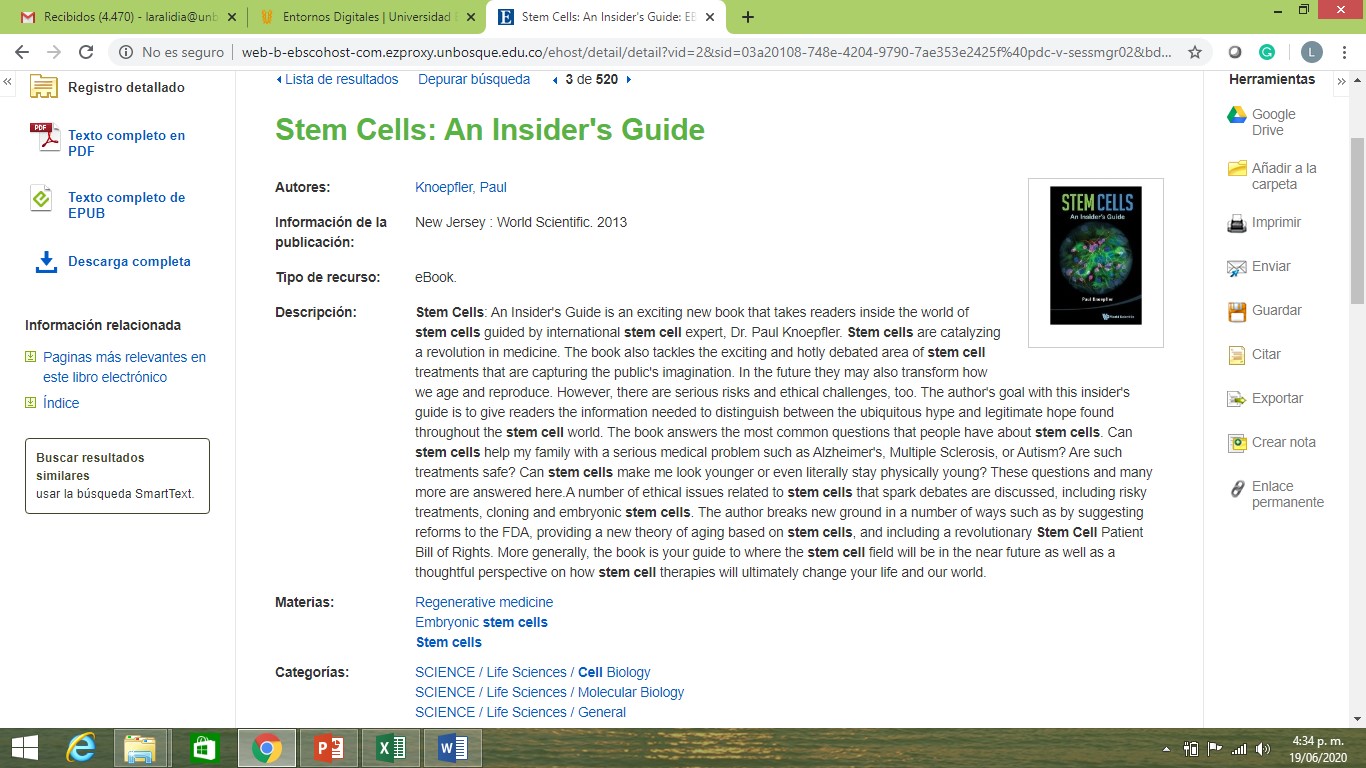 Recibidos (4.470) - laralidia@unb
Entornos Digitales | Universidad
Stem Cells: An Insider's Guide: EB
No es seguro | web-b-ebscohost-com.ezproxy.unbosque.edu.co/ehost/detail/detail?vid=2&sid=03a20108-748e-4204-9790-7ae353e2425f%40pdc-v-sessmgr02&bd...
L
Registro detallado
Texto completo en
PDF
Texto completo de
EPUB
Descarga completa
Información relacionada
Paginas más relevantes en
este libro electrónico
Índice
Buscar resultados
similares
usar la búsqueda SmartText.
Lista de resultados Depurar búsqueda 3 de 520
Stem Cells: An Insider's Guide
Autores: Knoepfler, Paul
Información de la
publicación:
New Jersey : World Scientific. 2013
Tipo de recurso: eBook.
Descripción: Stem Cells: An Insider's Guide is an exciting new book that takes readers inside the world of
stem cells guided by international stem cell expert, Dr. Paul Knoepfler. Stem cells are catalyzing
a revolution in medicine. The book also tackles the exciting and hotly debated area of stem cell
treatments that are capturing the public's imagination. In the future they may also transform how
we age and reproduce. However, there are serious risks and ethical challenges, too. The author's goal with this insider's
guide is to give readers the information needed to distinguish between the ubiquitous hype and legitimate hope found
throughout the stem cell world. The book answers the most common questions that people have about stem cells. Can
stem cells help my family with a serious medical problem such as Alzheimer's, Multiple Sclerosis, or Autism? Are such
treatments safe? Can stem cells make me look younger or even literally stay physically young? These questions and many
more are answered here.A number of ethical issues related to stem cells that spark debates are discussed, including risky
treatments, cloning and embryonic stem cells. The author breaks new ground in a number of ways such as by suggesting
reforms to the FDA, providing a new theory of aging based on stem cells, and including a revolutionary Stem Cell Patient
Bill of Rights. More generally, the book is your guide to where the stem cell field will be in the near future as well as a
thoughtful perspective on how stem cell therapies will ultimately change your life and our world.
Materias: Regenerative medicine
Embryonic stem cells
Stem cells
Categorías: SCIENCE / Life Sciences / Cell Biology
SCIENCE / Life Sciences / Molecular Biology
SCIENCE / Life Sciences / General
STEM CELLS
An Insider's Guide
Paul Knoepfler
World Scientific
Herramientas
Google
Drive
Añadir a la
carpeta
Imprimir
Enviar
Guardar
Citar
Exportar
Crear nota
Enlace
permanente
4:34 p. m.
19/06/2020